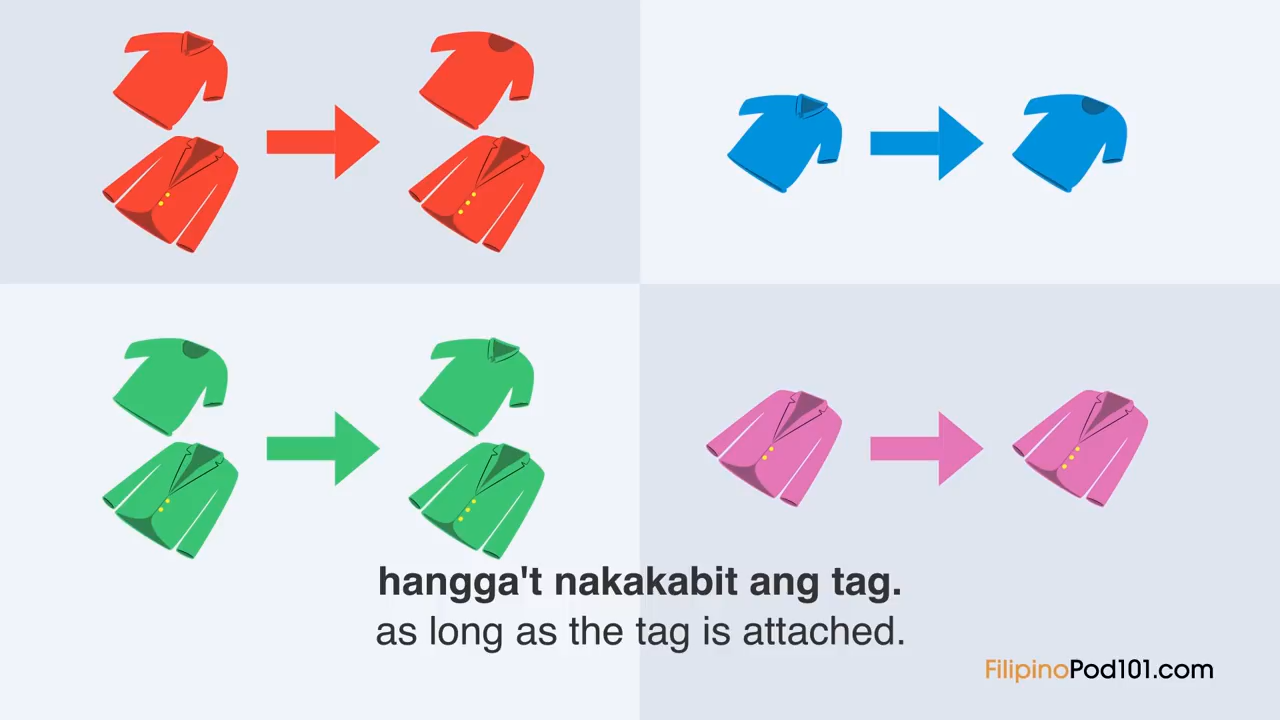 hangga't nakakabit ang tag.
as long as the tag is attached.
FilipinoPod101.com